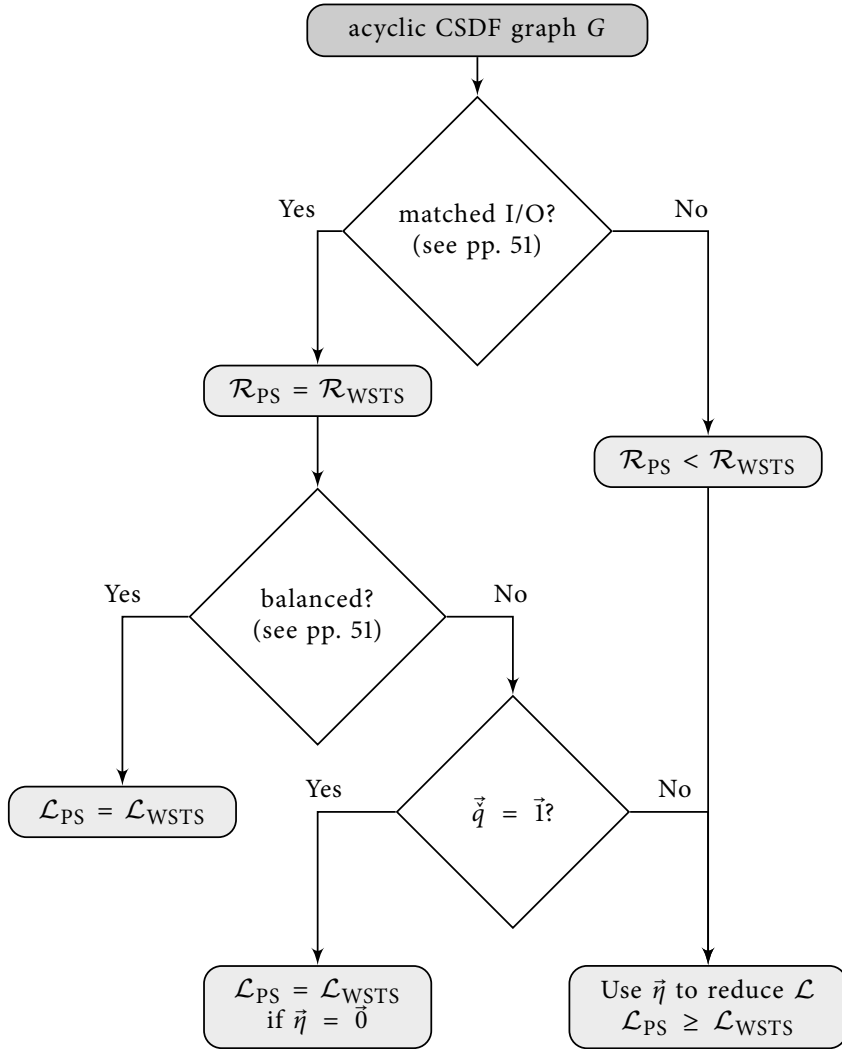 acyclic CSDF graph G
matched I/O?
(see pp. 51)
Yes
No
ℛ_PS = ℛ_WSTS
ℛ_PS < ℛ_WSTS
balanced?
(see pp. 51)
Yes
No
ℒ_PS = ℒ_WSTS
q̌⃗ = 1⃗?
Yes
No
ℒ_PS = ℒ_WSTS
if η⃗ = 0⃗
Use η⃗ to reduce ℒ
ℒ_PS ≥ ℒ_WSTS